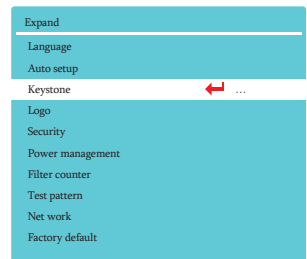 Expand
Language
Auto setup
Keystone ...
Logo
Security
Power management
Filter counter
Test pattern
Net work
Factory default